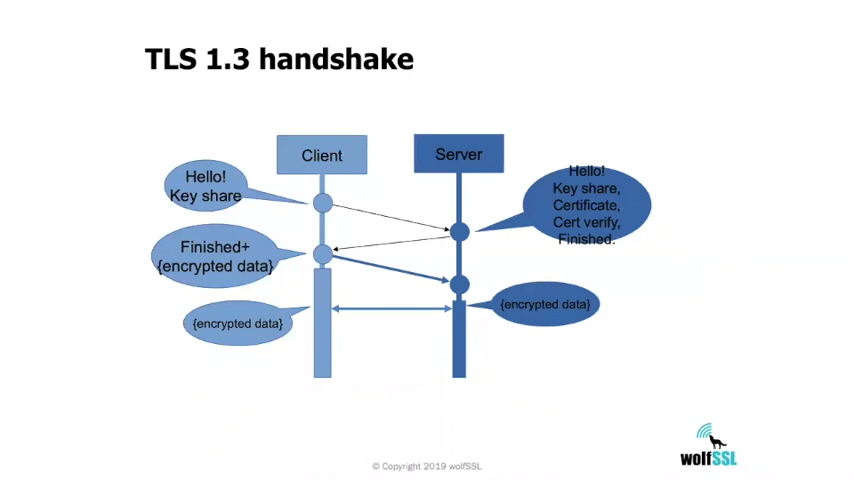 TLS 1.3 handshake
Client
Server
Hello!
Key share
Hello!
Key share,
Certificate,
Cert verify,
Finished.
Finished+
{encrypted data}
{encrypted data}
{encrypted data}
© Copyright 2019 wolfSSL
wolfSSL